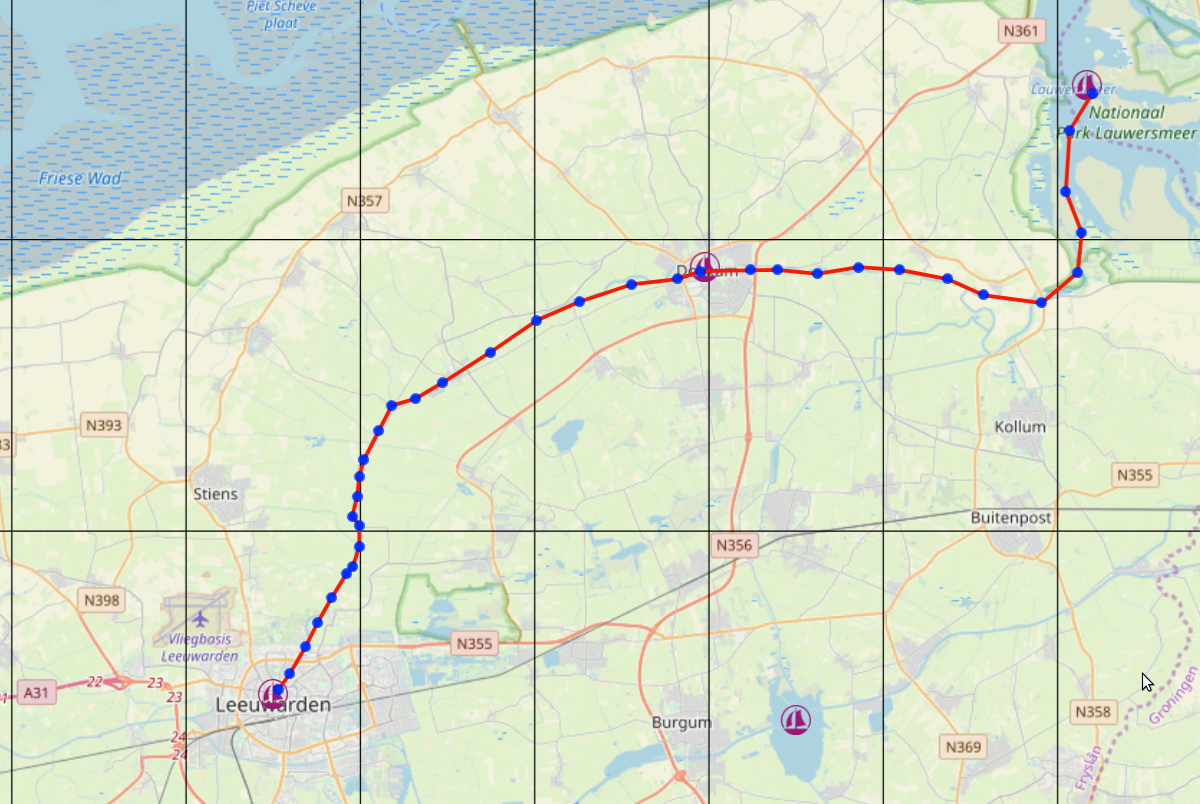 Piet Scheve
plaat
N361
Lauwersmeer
Nationaal
Park Lauwersmeer
Friese Wad
N357
N393
Kollum
N355
Stiens
Buitenpost
N356
N398
Vliegbasis
Leeuwarden
N355
A31
22
23
23
Leeuwarden
Burgum
N358
Groningen
24
24
N369
Fryslân